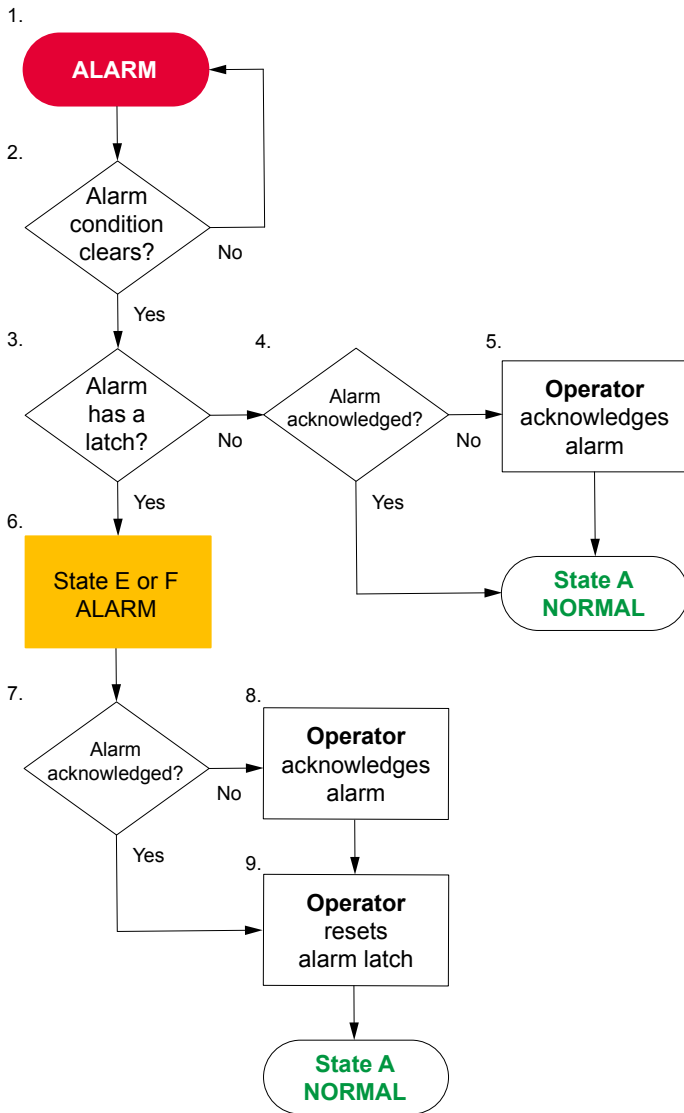 1.
ALARM
2.
Alarm
condition
clears?
No
Yes
3.
Alarm
has a
latch?
No
Yes
4.
Alarm
acknowledged?
No
Yes
5.
Operator
acknowledges
alarm
State A
NORMAL
6.
State E or F
ALARM
7.
Alarm
acknowledged?
No
Yes
8.
Operator
acknowledges
alarm
9.
Operator
resets
alarm latch
State A
NORMAL